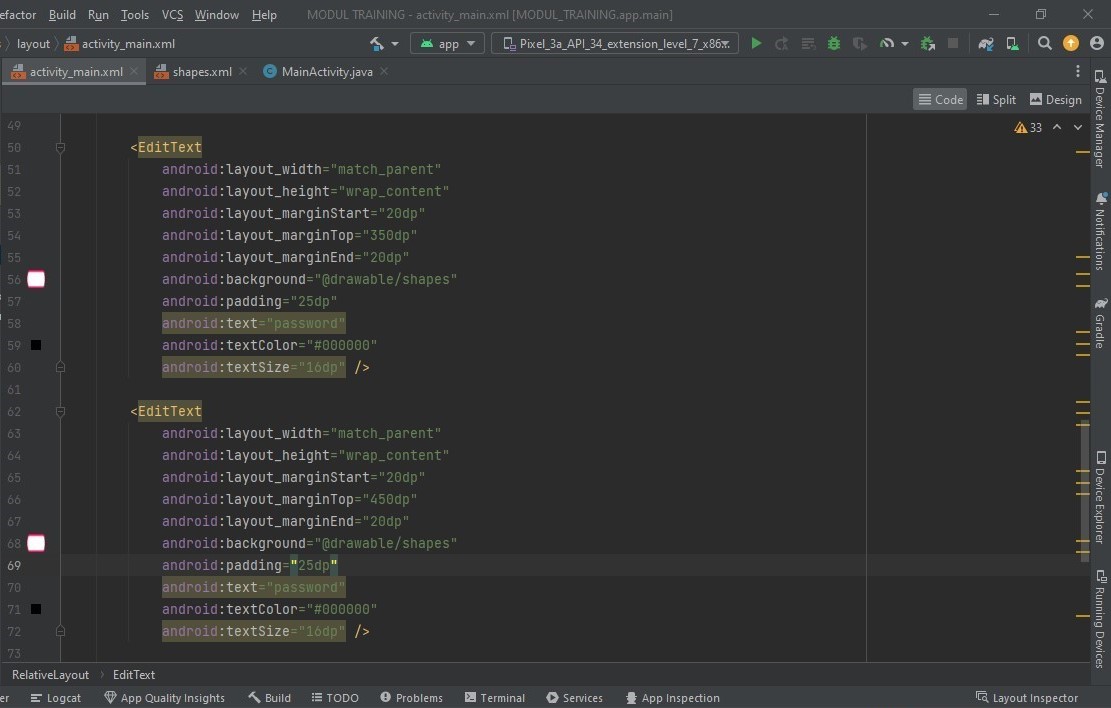 efactor Build Run Tools VCS Window Help MODUL TRAINING - activity_main.xml [MODUL_TRAINING.app.main]
layout activity_main.xml app Pixel_3a_API_34_extension_level_7_x86
activity_main.xml shapes.xml MainActivity.java
Code Split Design
33
49
50 <EditText
51 android:layout_width="match_parent"
52 android:layout_height="wrap_content"
53 android:layout_marginStart="20dp"
54 android:layout_marginTop="350dp"
55 android:layout_marginEnd="20dp"
56 android:background="@drawable/shapes"
57 android:padding="25dp"
58 android:text="password"
59 android:textColor="#000000"
60 android:textSize="16dp" />
61
62 <EditText
63 android:layout_width="match_parent"
64 android:layout_height="wrap_content"
65 android:layout_marginStart="20dp"
66 android:layout_marginTop="450dp"
67 android:layout_marginEnd="20dp"
68 android:background="@drawable/shapes"
69 android:padding="25dp"
70 android:text="password"
71 android:textColor="#000000"
72 android:textSize="16dp" />
73
Device Manager
Notifications
Gradle
Device Explorer
Running Devices
RelativeLayout EditText
er Logcat App Quality Insights Build TODO Problems Terminal Services App Inspection Layout Inspector